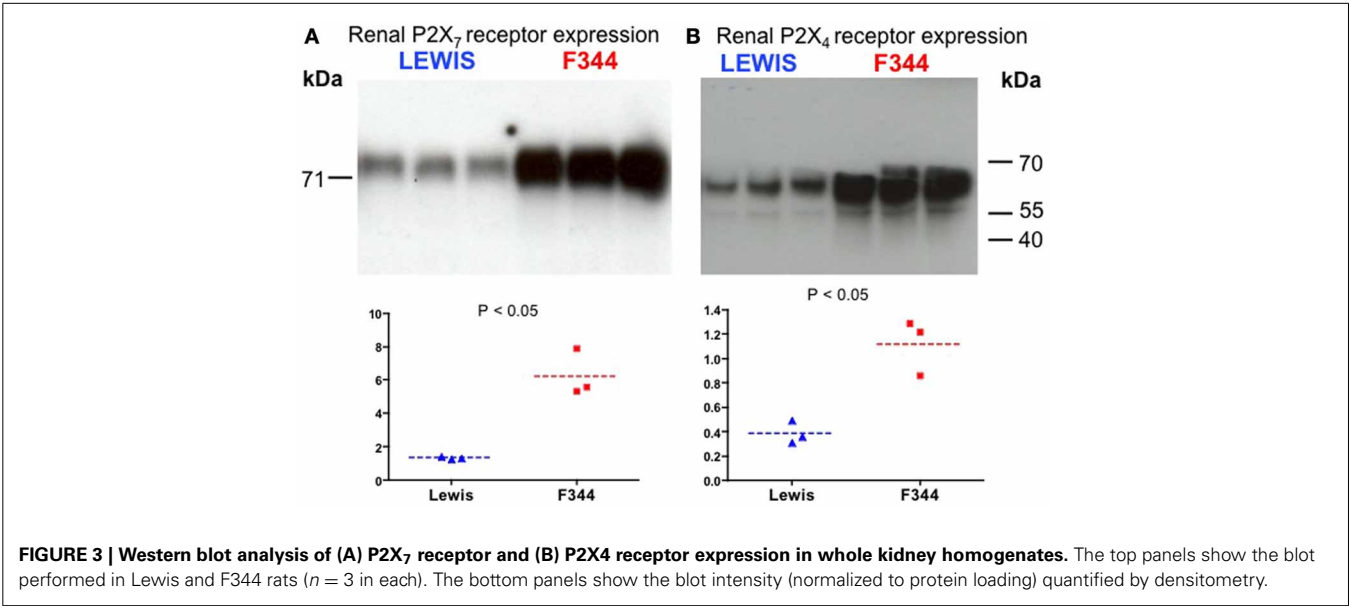 A Renal P2X₇ receptor expression
LEWIS F344
kDa
71
P < 0.05
10
8
6
4
2
0
Lewis F344
B Renal P2X₄ receptor expression
LEWIS F344
kDa
70
55
40
P < 0.05
1.4
1.2
1.0
0.8
0.6
0.4
0.2
0.0
Lewis F344
FIGURE 3 | Western blot analysis of (A) P2X₇ receptor and (B) P2X4 receptor expression in whole kidney homogenates. The top panels show the blot
performed in Lewis and F344 rats (n = 3 in each). The bottom panels show the blot intensity (normalized to protein loading) quantified by densitometry.